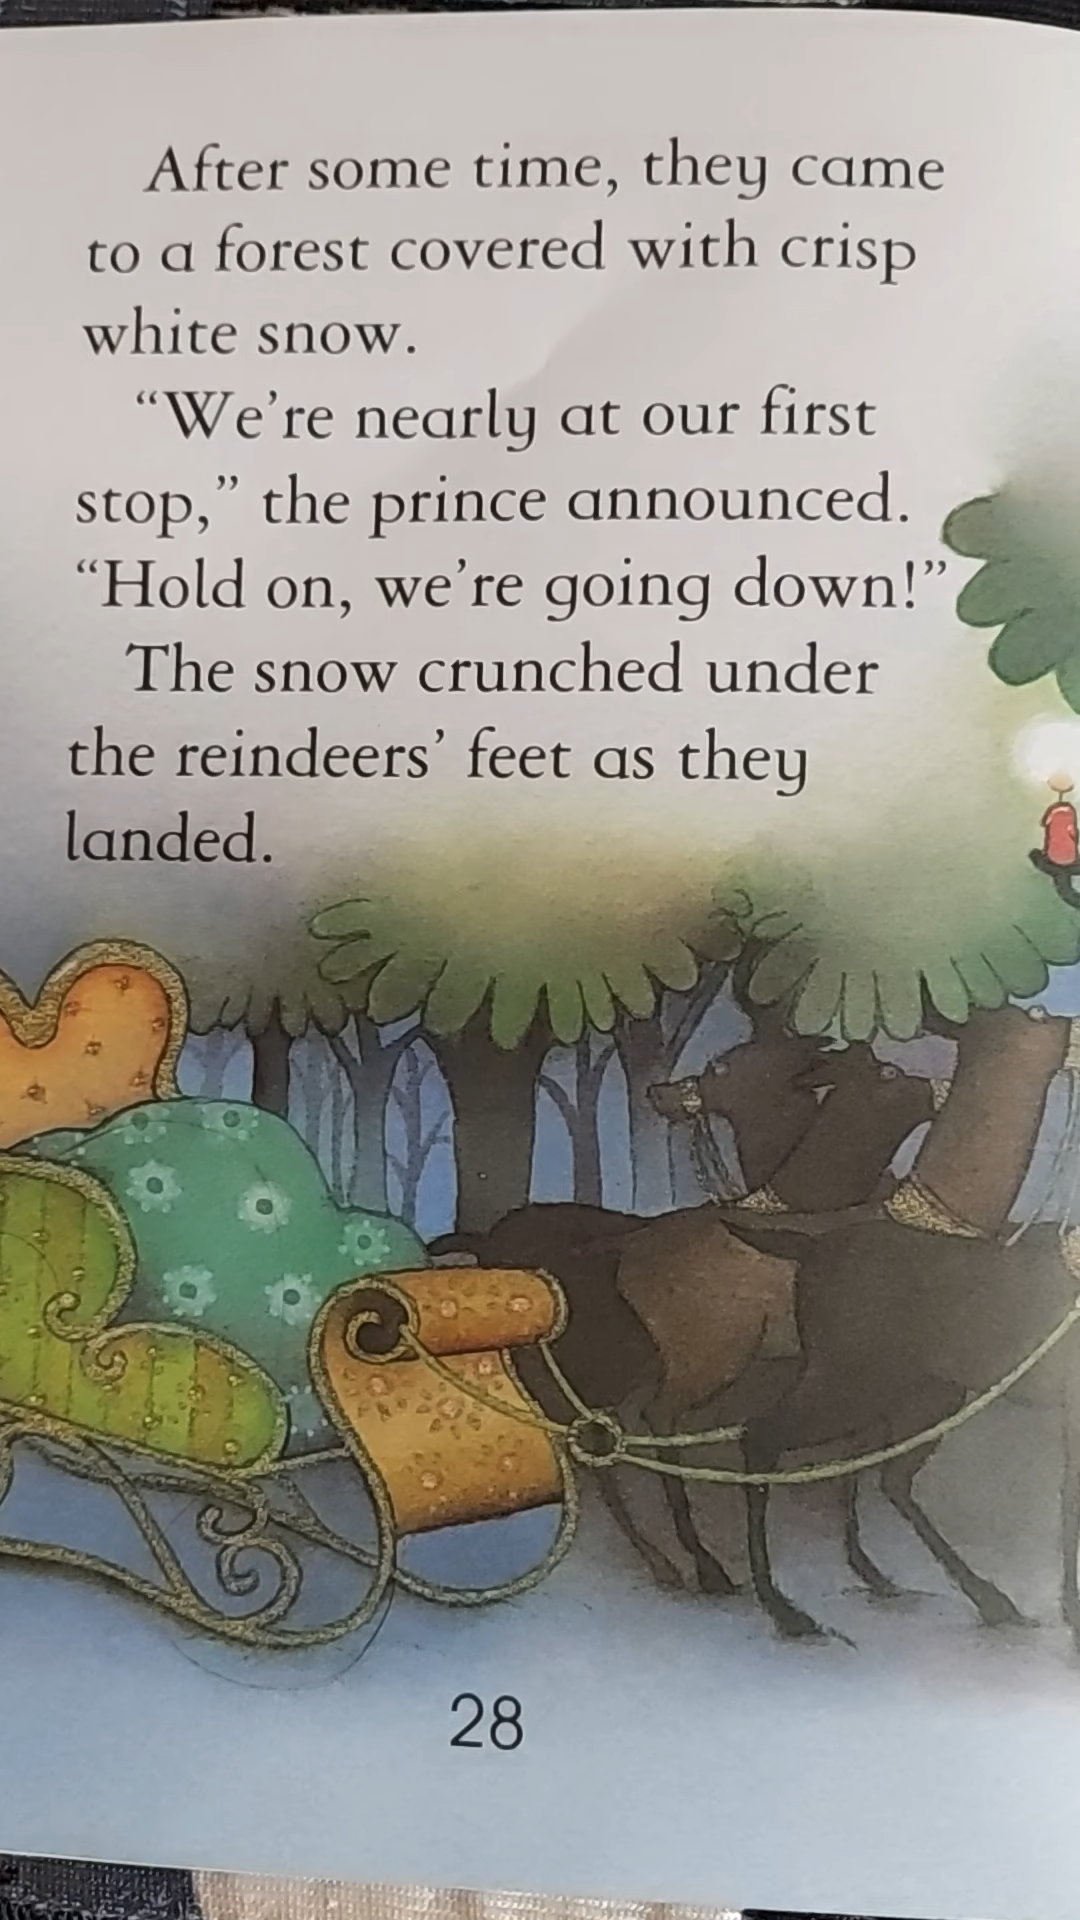 After some time, they came
to a forest covered with crisp
white snow.
“We’re nearly at our first
stop,” the prince announced.
“Hold on, we’re going down!”
The snow crunched under
the reindeers’ feet as they
landed.
28